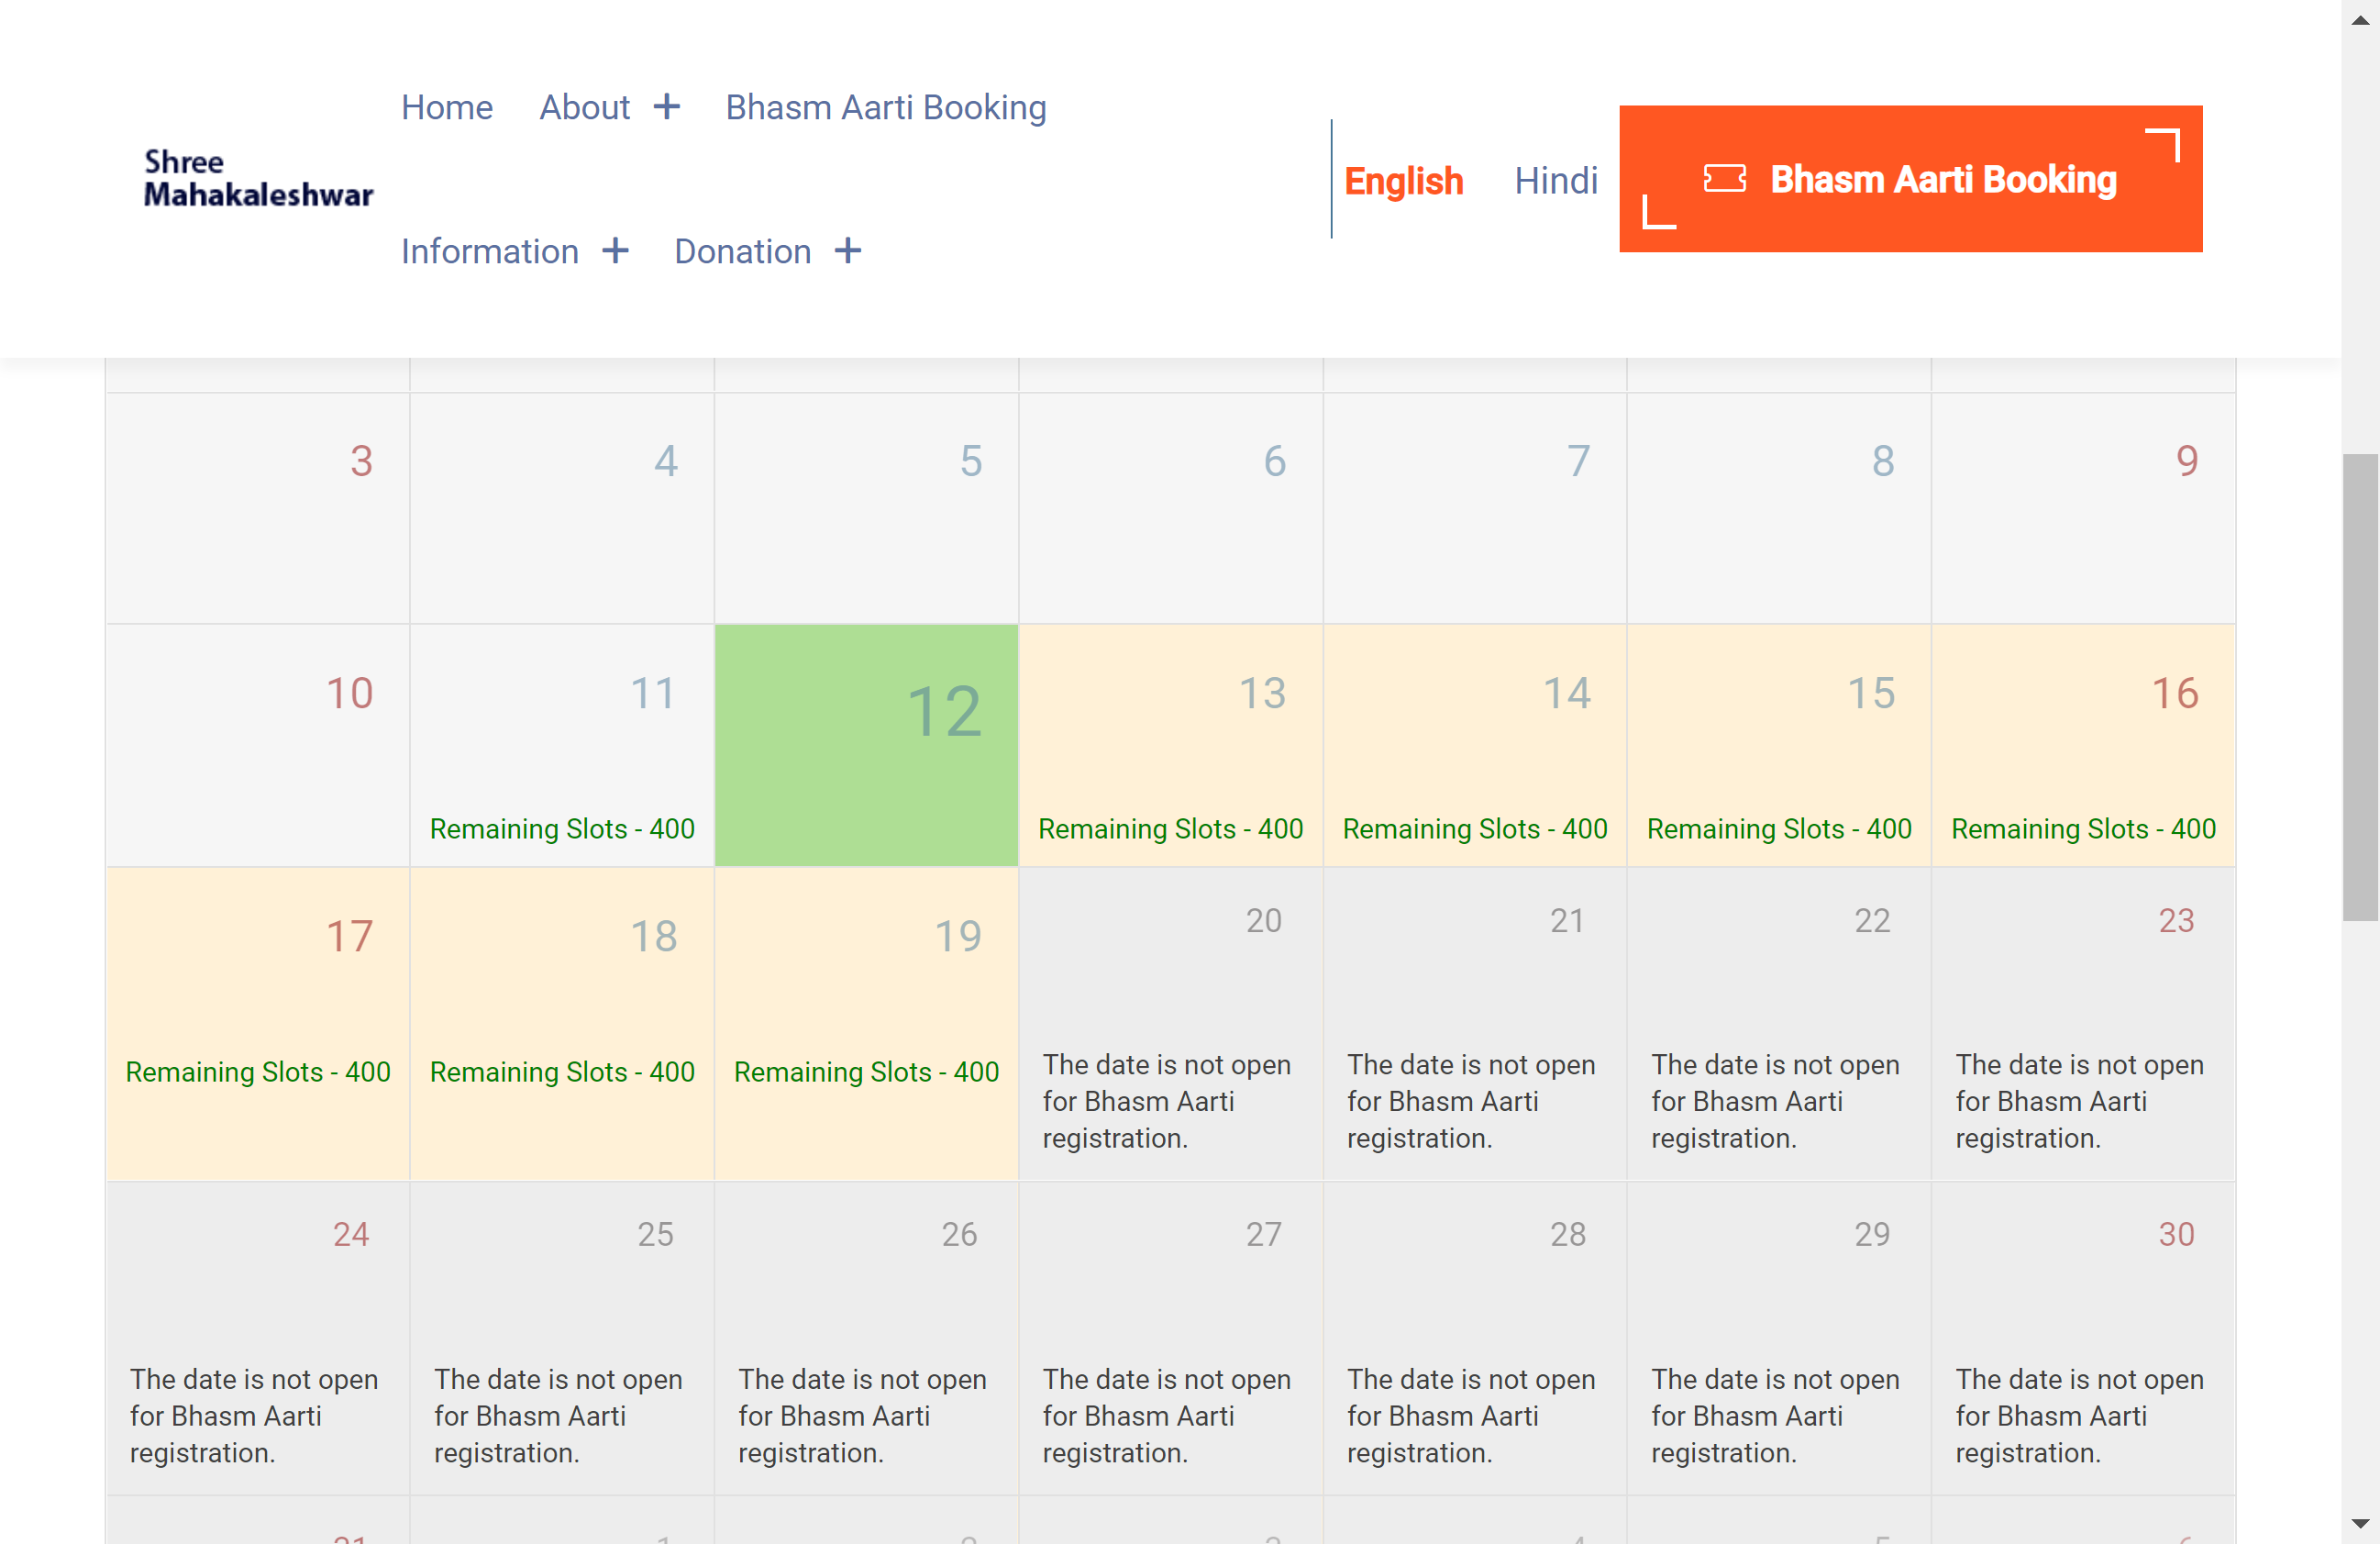 Home About + Bhasm Aarti Booking
Shree
Mahakaleshwar
Information + Donation +
English Hindi
Bhasm Aarti Booking
3 4 5 6 7 8 9
10 11 12 13 14 15 16
Remaining Slots - 400 Remaining Slots - 400 Remaining Slots - 400 Remaining Slots - 400 Remaining Slots - 400
17 18 19 20 21 22 23
Remaining Slots - 400 Remaining Slots - 400 Remaining Slots - 400
The date is not open The date is not open The date is not open The date is not open
for Bhasm Aarti for Bhasm Aarti for Bhasm Aarti for Bhasm Aarti
registration. registration. registration. registration.
24 25 26 27 28 29 30
The date is not open The date is not open The date is not open The date is not open The date is not open The date is not open The date is not open
for Bhasm Aarti for Bhasm Aarti for Bhasm Aarti for Bhasm Aarti for Bhasm Aarti for Bhasm Aarti for Bhasm Aarti
registration. registration. registration. registration. registration. registration. registration.